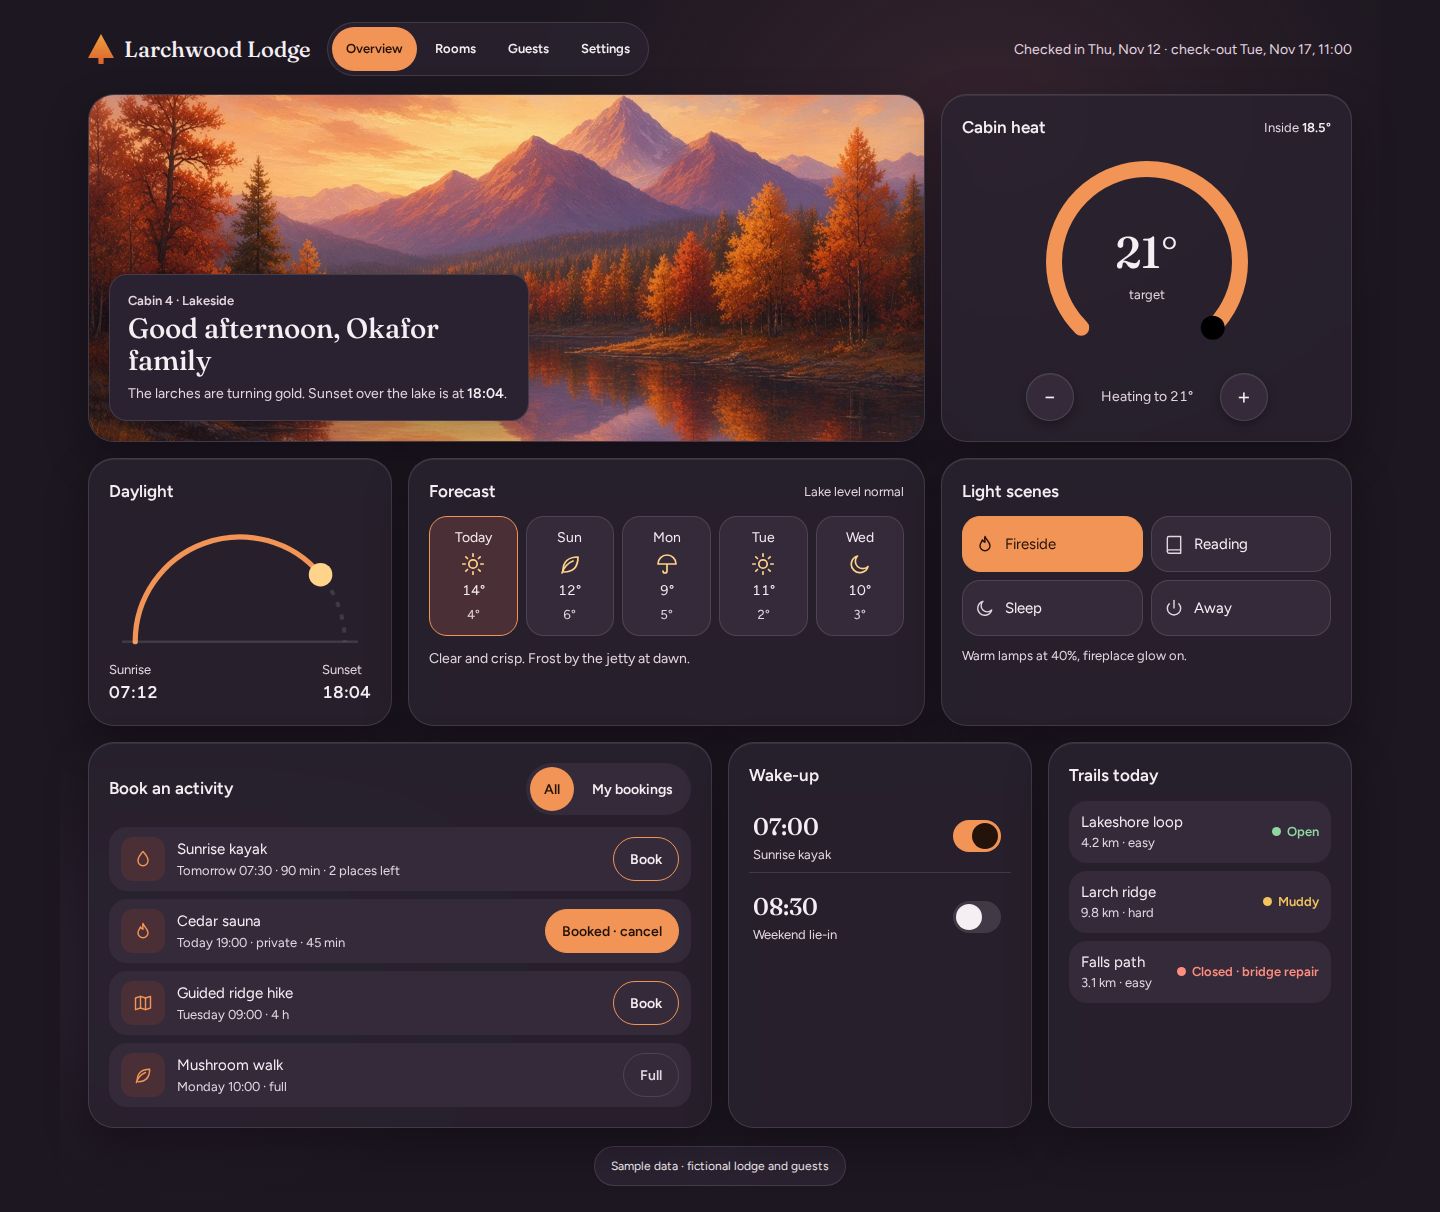 Larchwood Lodge
Overview
Rooms
Guests
Settings
Checked in Thu, Nov 12 · check-out Tue, Nov 17, 11:00
Cabin 4 · Lakeside
Good afternoon, Okafor
family
The larches are turning gold. Sunset over the lake is at 18:04.
Cabin heat
Inside 18.5°
21°
target
−
Heating to 21°
+
Daylight
Sunrise
07:12
Sunset
18:04
Forecast
Lake level normal
Today
14°
4°
Sun
12°
6°
Mon
9°
5°
Tue
11°
2°
Wed
10°
3°
Clear and crisp. Frost by the jetty at dawn.
Light scenes
Fireside
Reading
Sleep
Away
Warm lamps at 40%, fireplace glow on.
Book an activity
All
My bookings
Sunrise kayak
Tomorrow 07:30 · 90 min · 2 places left
Book
Cedar sauna
Today 19:00 · private · 45 min
Booked · cancel
Guided ridge hike
Tuesday 09:00 · 4 h
Book
Mushroom walk
Monday 10:00 · full
Full
Wake-up
07:00
Sunrise kayak
08:30
Weekend lie-in
Trails today
Lakeshore loop
4.2 km · easy
Open
Larch ridge
9.8 km · hard
Muddy
Falls path
3.1 km · easy
Closed · bridge repair
Sample data · fictional lodge and guests